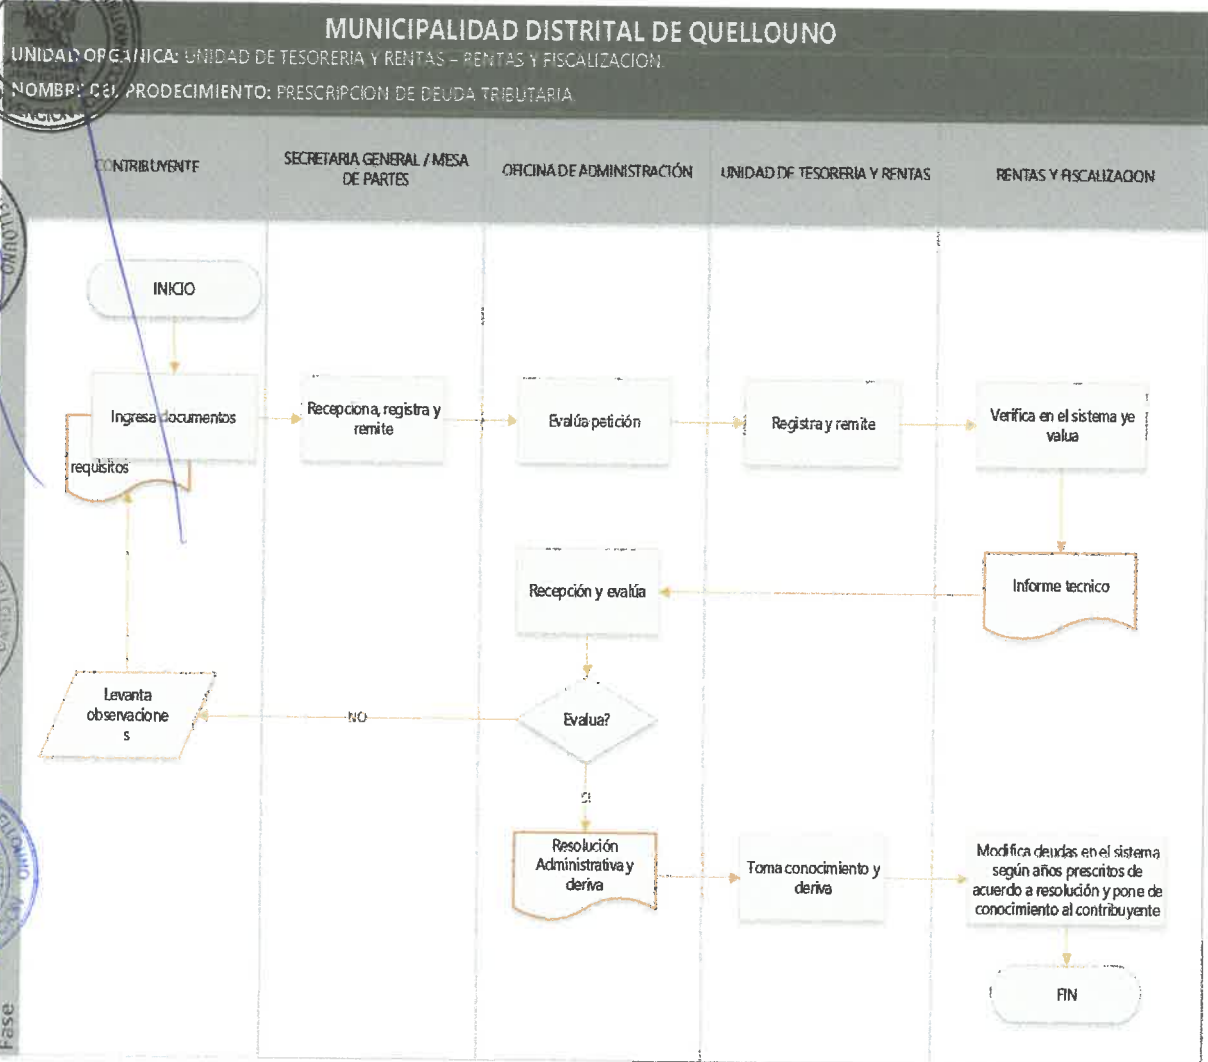 MUNICIPALIDAD DISTRITAL DE QUELLOUNO
UNIDAD ORGANICA: UNIDAD DE TESORERIA Y RENTAS – RENTAS Y FISCALIZACION.
NOMBRE DEL PRODECIMIENTO: PRESCRIPCION DE DEUDA TRIBUTARIA
CONTRIBUYENTE
SECRETARIA GENERAL / MESA
DE PARTES
OFICINA DE ADMINISTRACIÓN
UNIDAD DE TESORERIA Y RENTAS
RENTAS Y FISCALIZACION
INICIO
Ingresa documentos
requisitos
Recepciona, registra y
remite
Evalúa petición
Registra y remite
Verifica en el sistema ye
valua
Informe tecnico
Recepción y evalúa
Evalua?
NO
Levanta
observacione
s
SI
Resolución
Administrativa y
deriva
Toma conocimiento y
deriva
Modifica deudas en el sistema
según años prescritos de
acuerdo a resolución y pone de
conocimiento al contribuyente
FIN
Fase